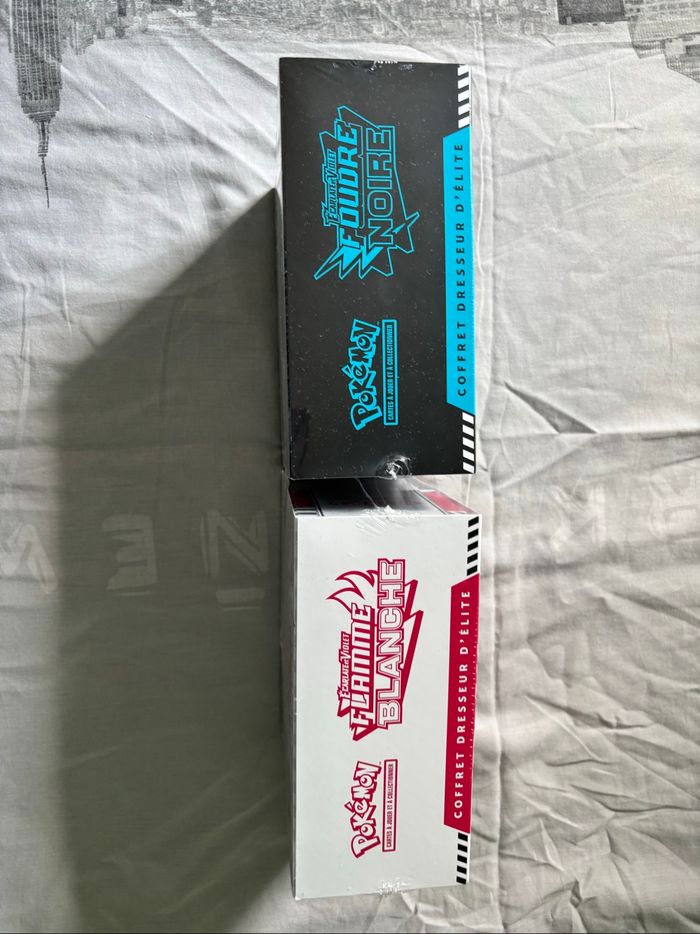 ÉCARLATE ET VIOLET
FOUDRE
NOIRE
POKéMON
CARTES À JOUER ET À COLLECTIONNER
COFFRET DRESSEUR D'ÉLITE
ÉCARLATE ET VIOLET
FLAMME
BLANCHE
POKéMON
CARTES À JOUER ET À COLLECTIONNER
COFFRET DRESSEUR D'ÉLITE